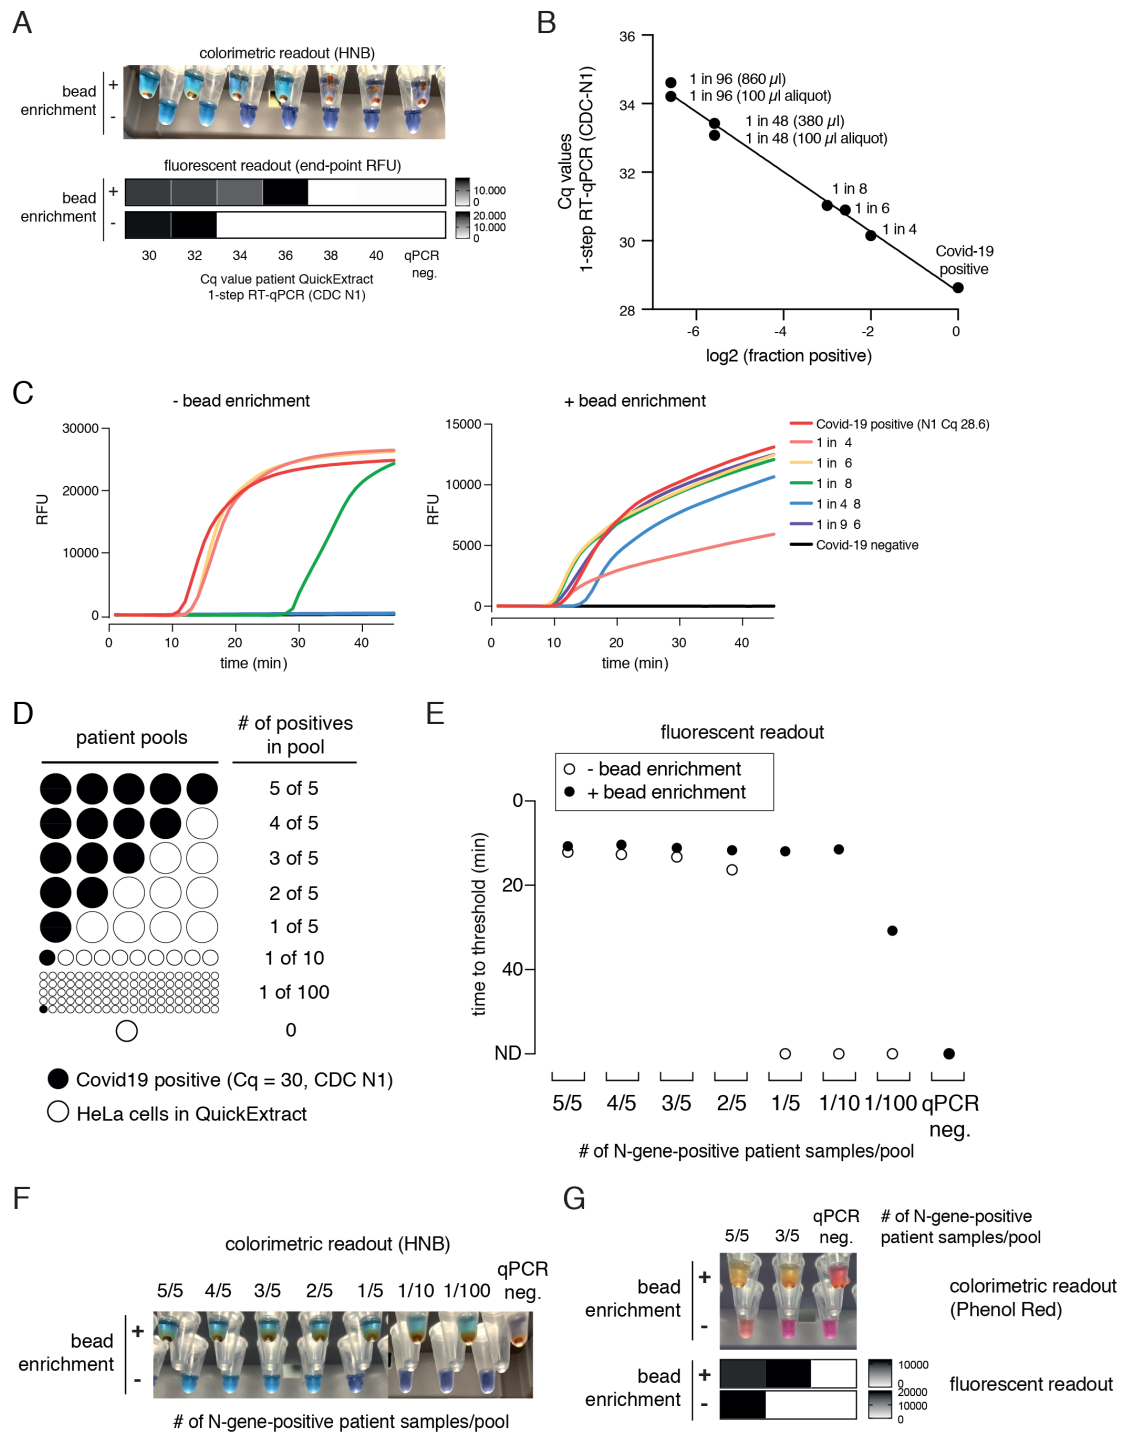 A
colorimetric readout (HNB)
bead
enrichment
+
-
fluorescent readout (end-point RFU)
bead
enrichment
+
-
10.000
0
20.000
10.000
0
30 32 34 36 38 40 qPCR
neg.
Cq value patient QuickExtract
1-step RT-qPCR (CDC N1)
B
Cq values
1-step RT-qPCR (CDC-N1)
36
34
32
30
28
1 in 96 (860 µl)
1 in 96 (100 µl aliquot)
1 in 48 (380 µl)
1 in 48 (100 µl aliquot)
1 in 8
1 in 6
1 in 4
Covid-19
positive
-6 -4 -2 0
log2 (fraction positive)
C
- bead enrichment
RFU
30000
20000
10000
0
0 10 20 30 40
time (min)
+ bead enrichment
RFU
15000
10000
5000
0
0 10 20 30 40
time (min)
Covid-19 positive (N1 Cq 28.6)
1 in 4
1 in 6
1 in 8
1 in 4 8
1 in 9 6
Covid-19 negative
D
patient pools
# of positives
in pool
5 of 5
4 of 5
3 of 5
2 of 5
1 of 5
1 of 10
1 of 100
0
Covid19 positive (Cq = 30, CDC N1)
HeLa cells in QuickExtract
E
fluorescent readout
- bead enrichment
+ bead enrichment
time to threshold (min)
0
20
40
ND
5/5 4/5 3/5 2/5 1/5 1/10 1/100 qPCR
neg.
# of N-gene-positive patient samples/pool
F
colorimetric readout (HNB)
5/5 4/5 3/5 2/5 1/5 1/10 1/100 qPCR
neg.
bead
enrichment
+
-
# of N-gene-positive patient samples/pool
G
5/5 3/5 qPCR
neg.
# of N-gene-positive
patient samples/pool
bead
enrichment
+
-
colorimetric readout
(Phenol Red)
bead
enrichment
+
-
10000
0
20000
10000
0
fluorescent readout